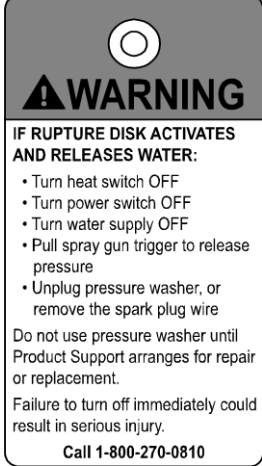 WARNING
IF RUPTURE DISK ACTIVATES
AND RELEASES WATER:
• Turn heat switch OFF
• Turn power switch OFF
• Turn water supply OFF
• Pull spray gun trigger to release
pressure
• Unplug pressure washer, or
remove the spark plug wire
Do not use pressure washer until
Product Support arranges for repair
or replacement.
Failure to turn off immediately could
result in serious injury.
Call 1-800-270-0810